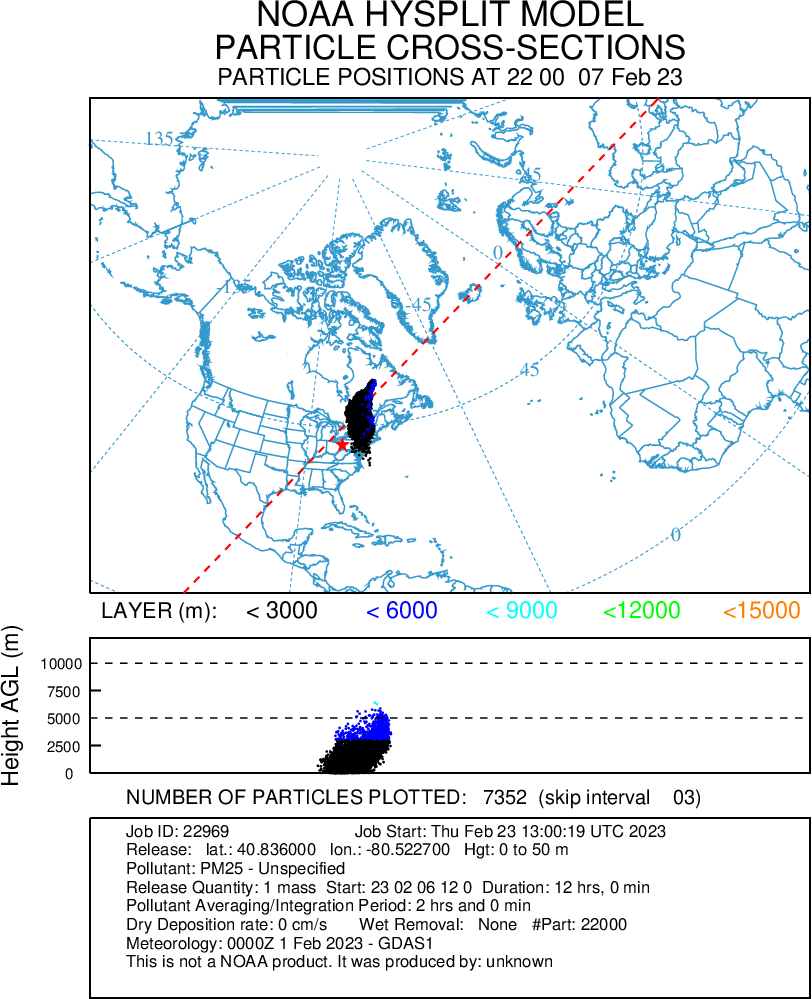 NOAA HYSPLIT MODEL
PARTICLE CROSS-SECTIONS
PARTICLE POSITIONS AT 22 00 07 Feb 23
135
45
0
-135
-45
45
0
LAYER (m): < 3000 < 6000 < 9000 <12000 <15000
Height AGL (m)
10000
7500
5000
2500
0
NUMBER OF PARTICLES PLOTTED: 7352 (skip interval 03)
Job ID: 22969 Job Start: Thu Feb 23 13:00:19 UTC 2023
Release: lat.: 40.836000 lon.: -80.522700 Hgt: 0 to 50 m
Pollutant: PM25 - Unspecified
Release Quantity: 1 mass Start: 23 02 06 12 0 Duration: 12 hrs, 0 min
Pollutant Averaging/Integration Period: 2 hrs and 0 min
Dry Deposition rate: 0 cm/s Wet Removal: None #Part: 22000
Meteorology: 0000Z 1 Feb 2023 - GDAS1
This is not a NOAA product. It was produced by: unknown